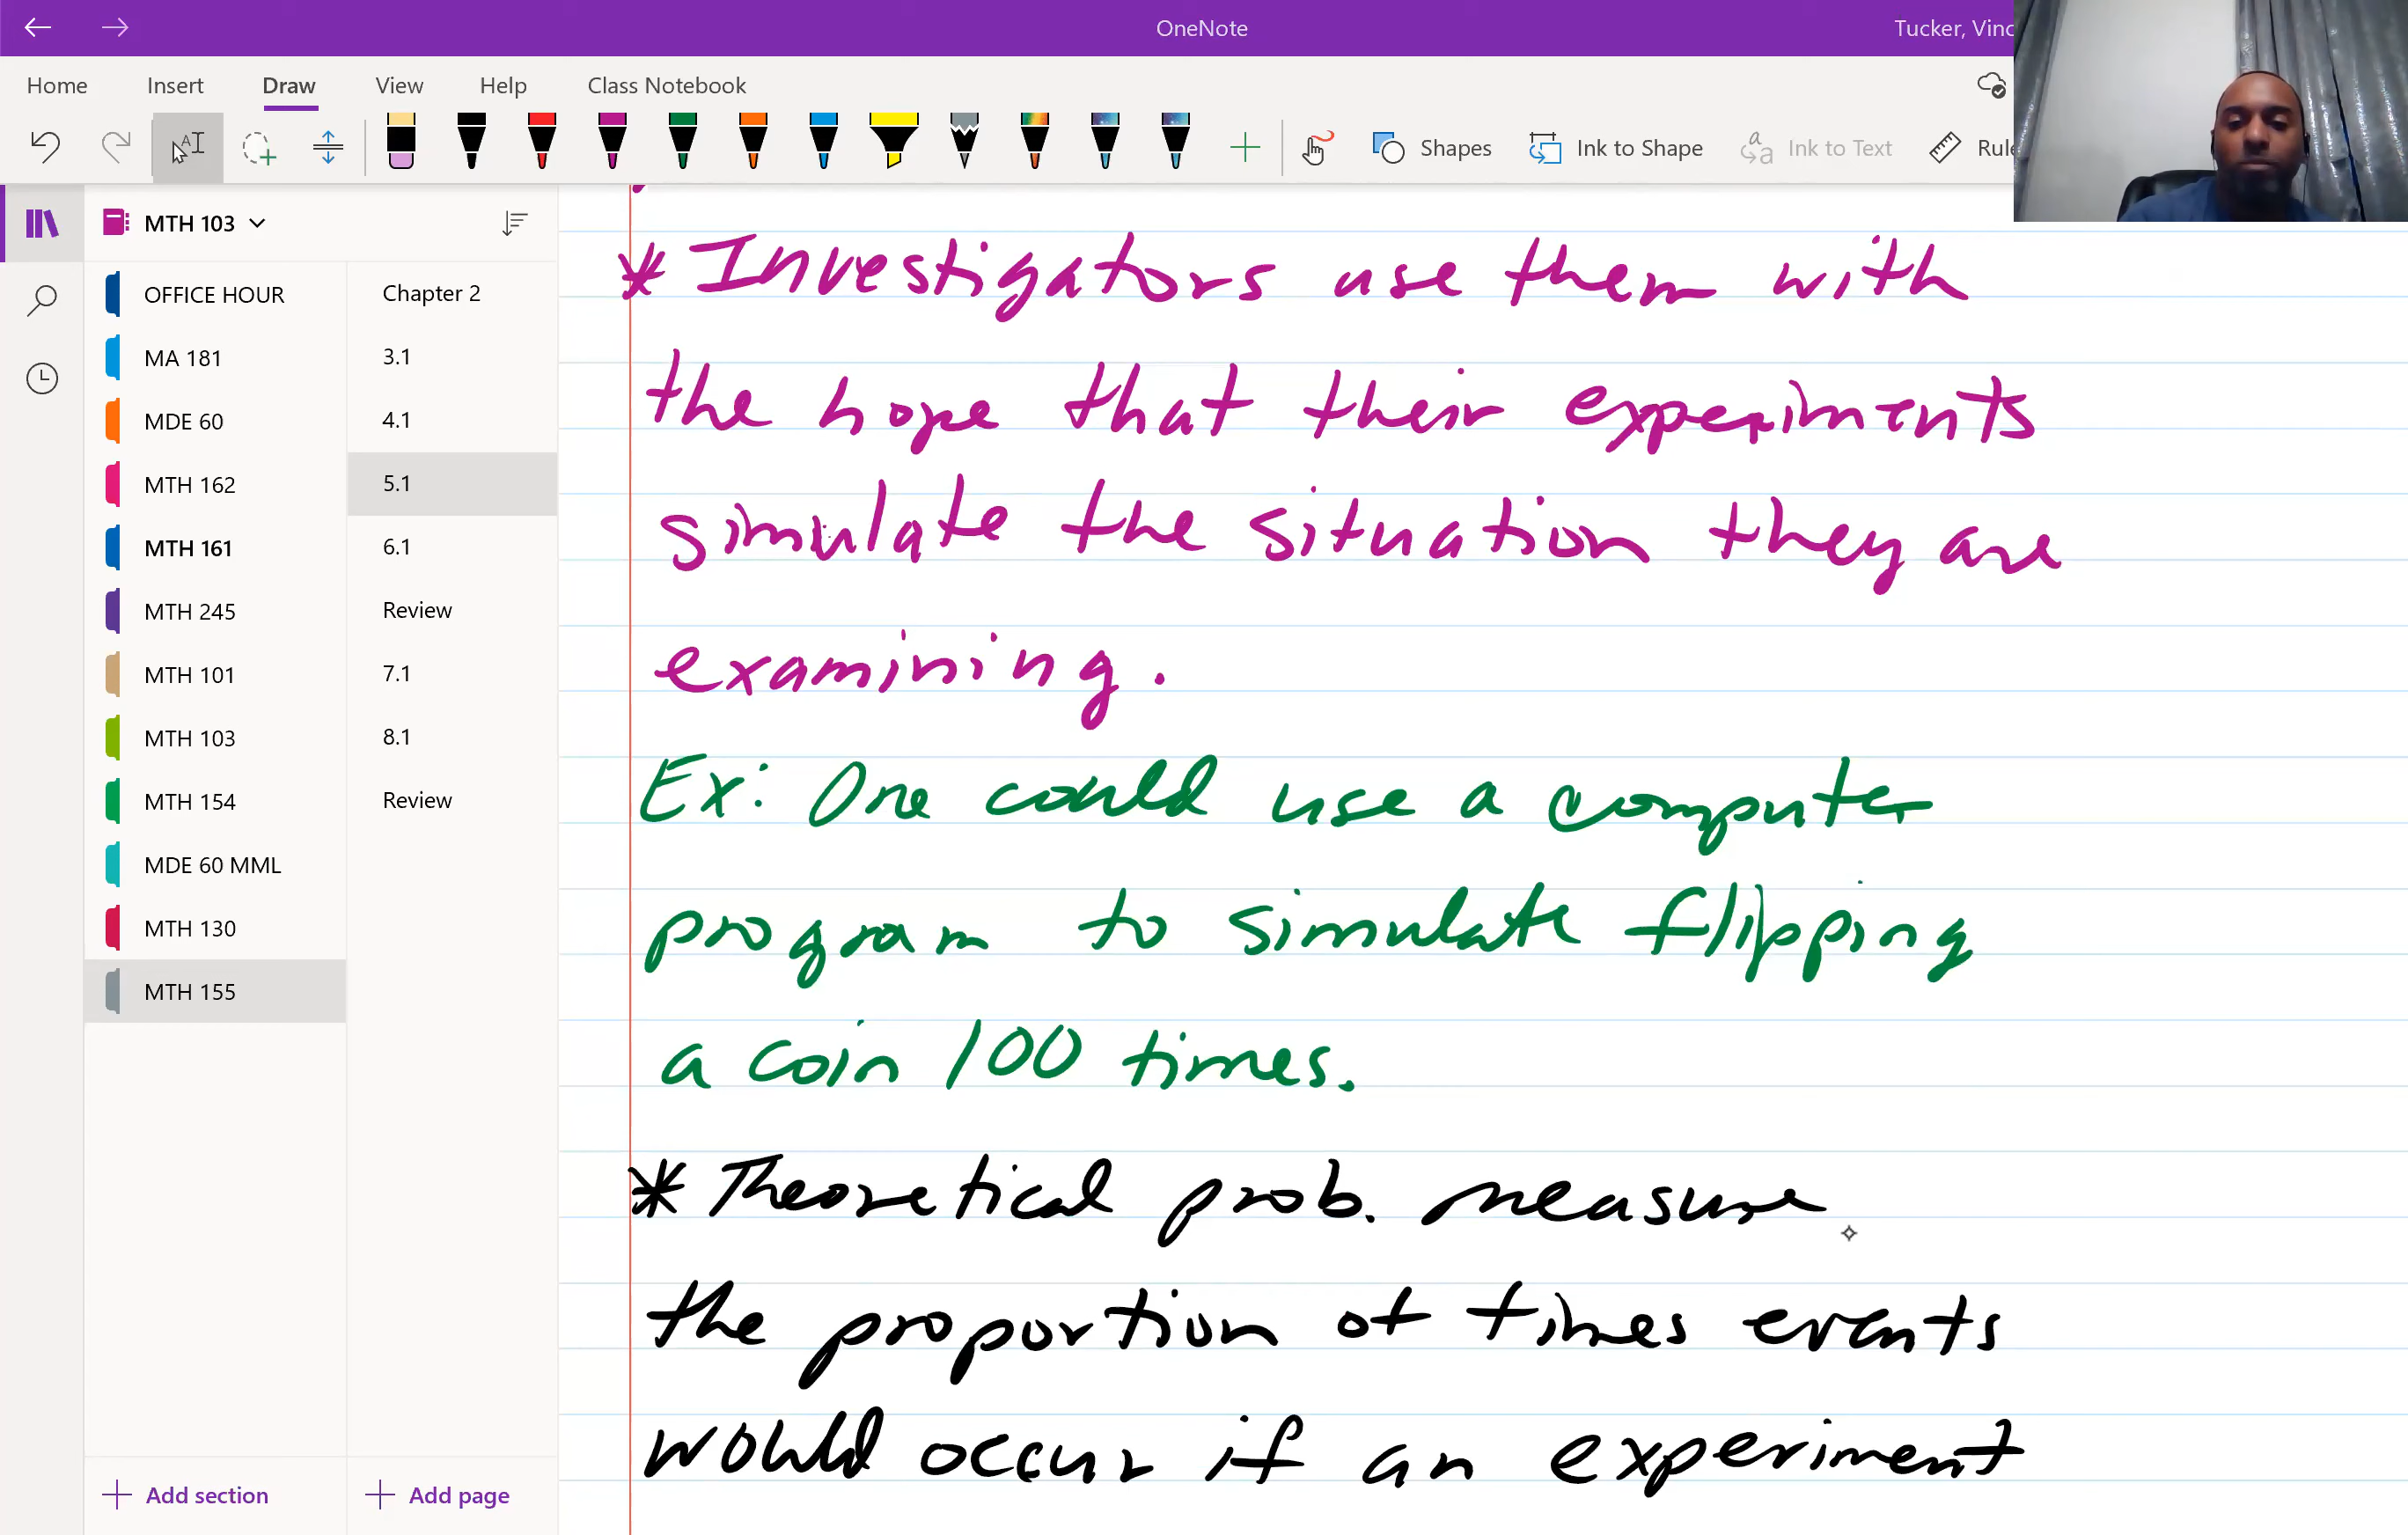 OneNote
Tucker, Vinc
Home Insert Draw View Help Class Notebook
Shapes Ink to Shape Ink to Text Rule
MTH 103
OFFICE HOUR
MA 181
MDE 60
MTH 162
MTH 161
MTH 245
MTH 101
MTH 103
MTH 154
MDE 60 MML
MTH 130
MTH 155
Add section
Chapter 2
3.1
4.1
5.1
6.1
Review
7.1
8.1
Review
Add page
* Investigators use them with
the hope that their experiments
simulate the situation they are
examining.
Ex: One could use a computer
program to simulate flipping
a coin 100 times.
* Theoretical prob. measure
the proportion of times events
would occur if an experiment